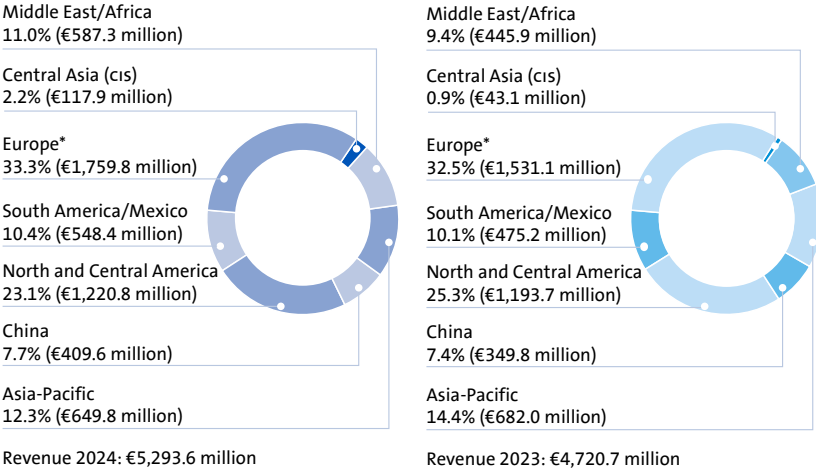 Middle East/Africa
11.0% (€587.3 million)
Central Asia (CIS)
2.2% (€117.9 million)
Europe*
33.3% (€1,759.8 million)
South America/Mexico
10.4% (€548.4 million)
North and Central America
23.1% (€1,220.8 million)
China
7.7% (€409.6 million)
Asia-Pacific
12.3% (€649.8 million)
Revenue 2024: €5,293.6 million
Middle East/Africa
9.4% (€445.9 million)
Central Asia (CIS)
0.9% (€43.1 million)
Europe*
32.5% (€1,531.1 million)
South America/Mexico
10.1% (€475.2 million)
North and Central America
25.3% (€1,193.7 million)
China
7.4% (€349.8 million)
Asia-Pacific
14.4% (€682.0 million)
Revenue 2023: €4,720.7 million